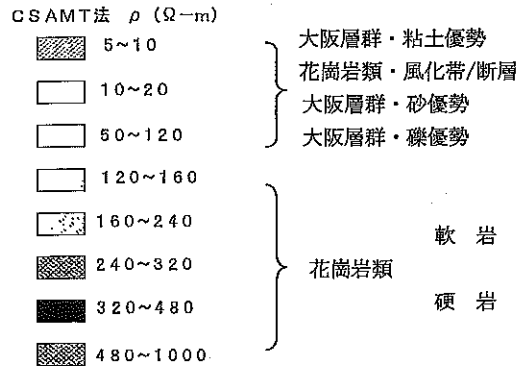 CSAMT法 ρ (Ω－m)
5~10
10~20
50~120
120~160
160~240
240~320
320~480
480~1000
大阪層群・粘土優勢
花崗岩類・風化帯/断層
大阪層群・砂優勢
大阪層群・礫優勢
花崗岩類
軟 岩
硬 岩